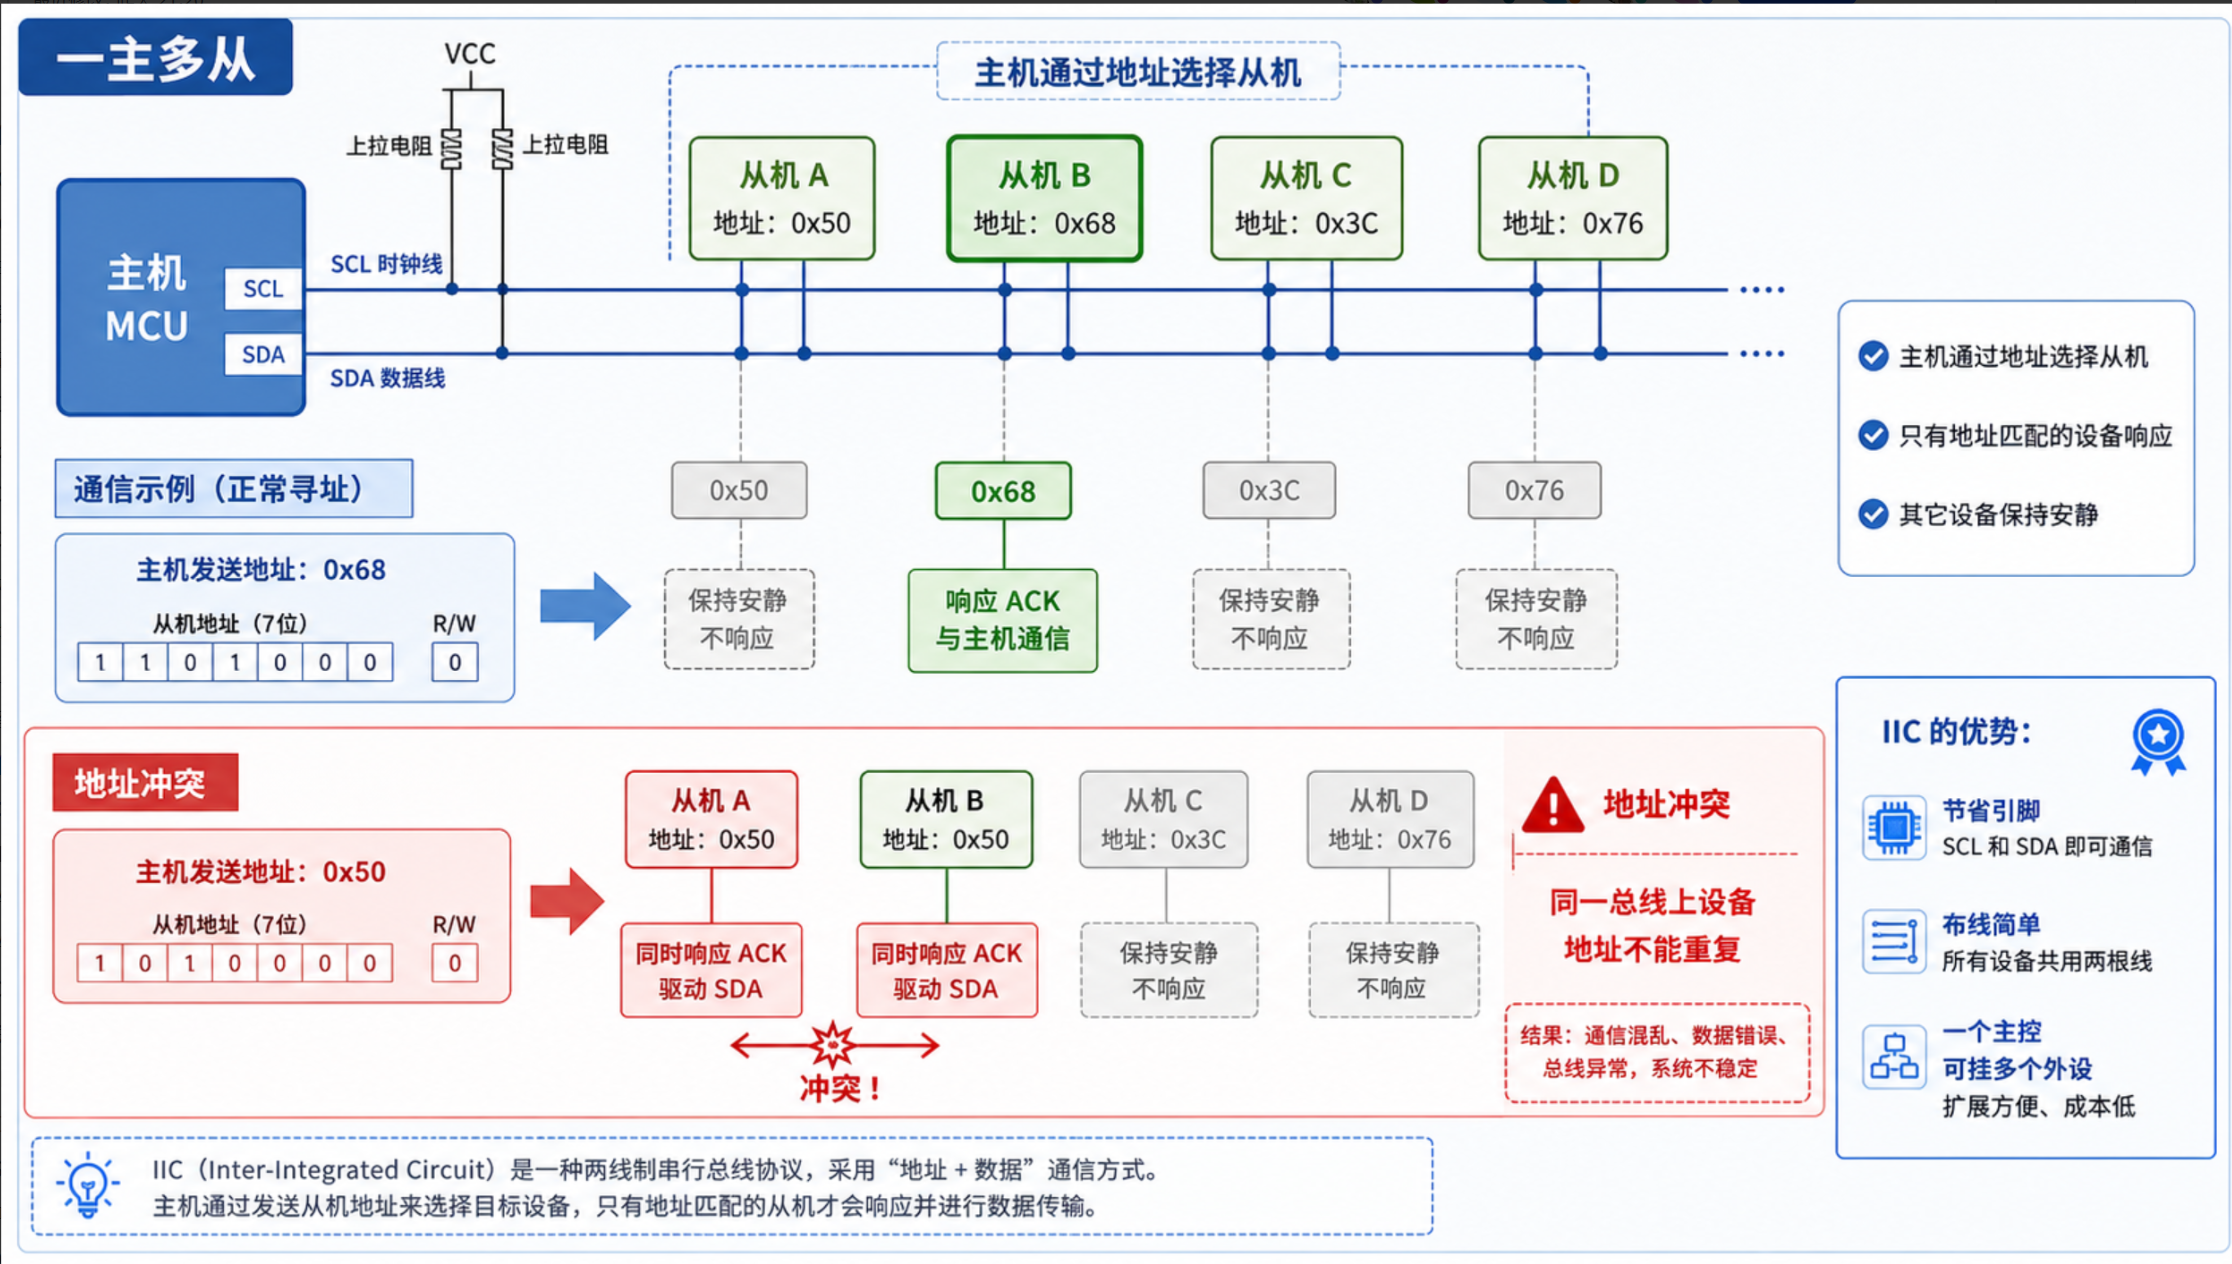 一主多从
VCC
上拉电阻
上拉电阻
主机通过地址选择从机
从机 A
地址：0x50
从机 B
地址：0x68
从机 C
地址：0x3C
从机 D
地址：0x76
主机
MCU
SCL
SDA
SCL 时钟线
SDA 数据线
主机通过地址选择从机
只有地址匹配的设备响应
其它设备保持安静
通信示例（正常寻址）
主机发送地址：0x68
从机地址（7位） R/W
1 1 0 1 0 0 0 0
0x50
保持安静
不响应
0x68
响应 ACK
与主机通信
0x3C
保持安静
不响应
0x76
保持安静
不响应
地址冲突
主机发送地址：0x50
从机地址（7位） R/W
1 0 1 0 0 0 0 0
从机 A
地址：0x50
同时响应 ACK
驱动 SDA
从机 B
地址：0x50
同时响应 ACK
驱动 SDA
冲突！
从机 C
地址：0x3C
保持安静
不响应
从机 D
地址：0x76
保持安静
不响应
地址冲突
同一总线上设备
地址不能重复
结果：通信混乱、数据错误、
总线异常，系统不稳定
IIC 的优势：
节省引脚
SCL 和 SDA 即可通信
布线简单
所有设备共用两根线
一个主控
可挂多个外设
扩展方便、成本低
IIC（Inter-Integrated Circuit）是一种两线制串行总线协议，采用“地址 + 数据”通信方式。
主机通过发送从机地址来选择目标设备，只有地址匹配的从机才会响应并进行数据传输。